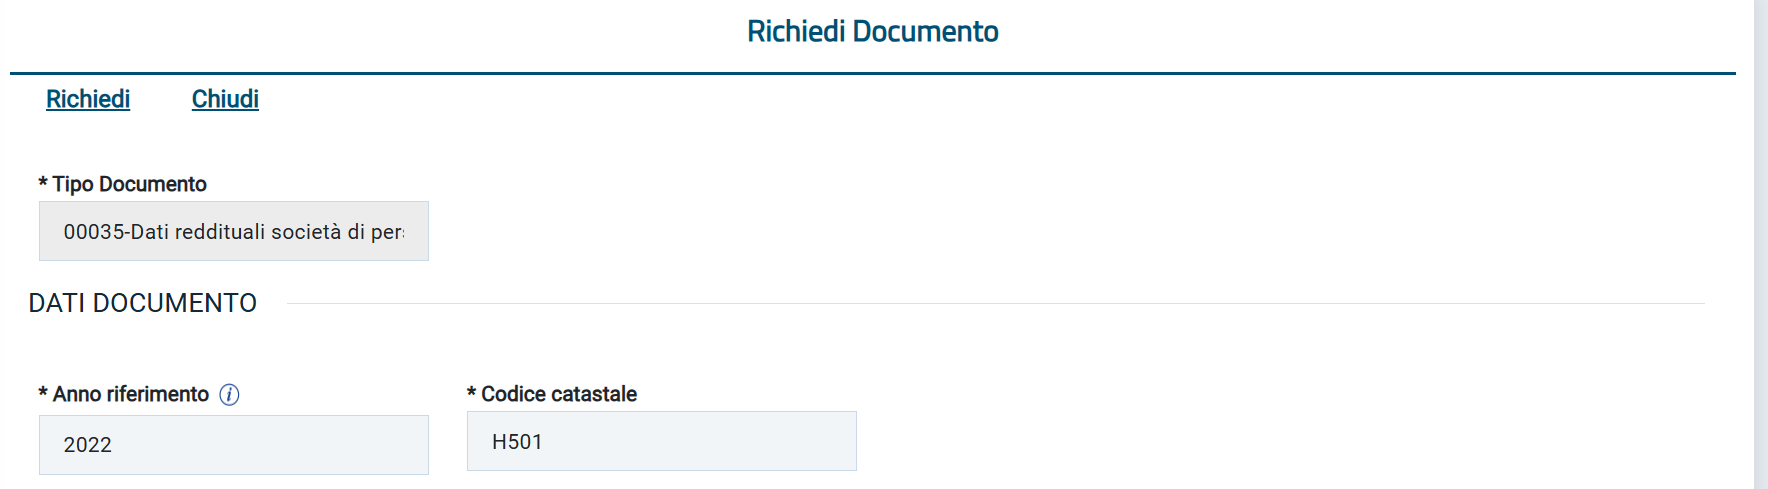 Richiedi Documento
Richiedi Chiudi
* Tipo Documento
00035-Dati reddituali società di per
DATI DOCUMENTO
* Anno riferimento i * Codice catastale
2022 H501